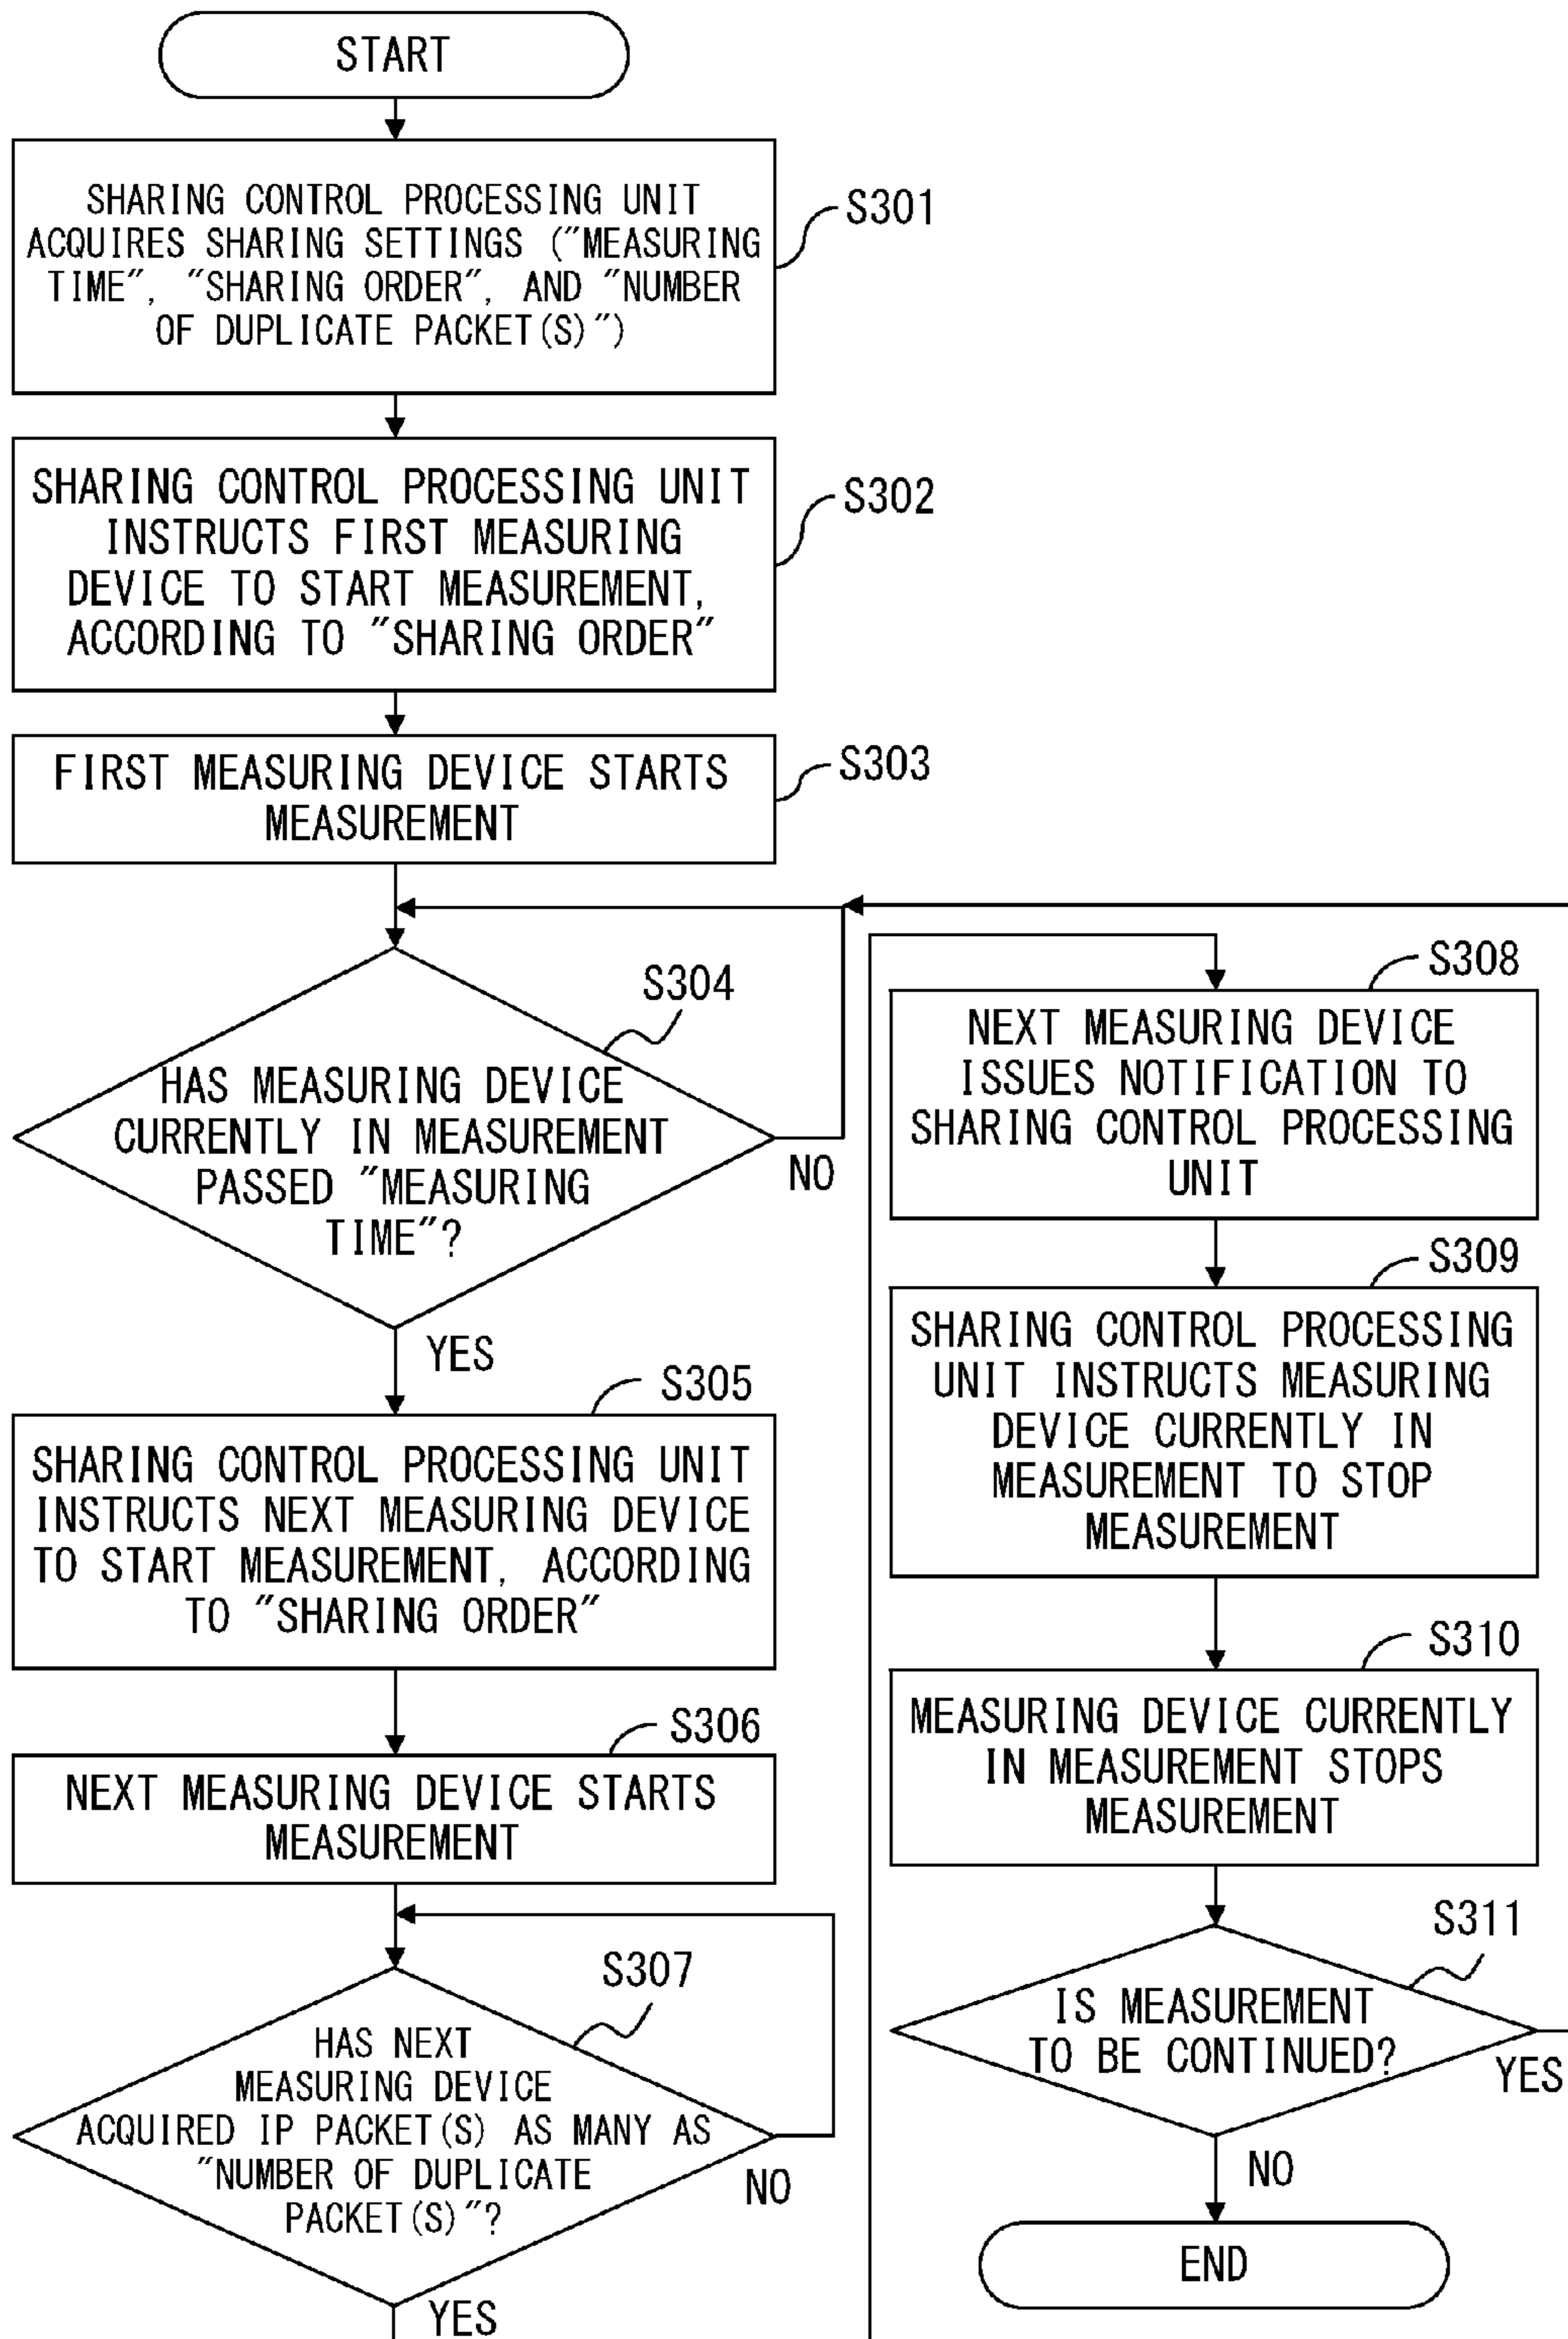 START
SHARING CONTROL PROCESSING UNIT
ACQUIRES SHARING SETTINGS ("MEASURING
TIME", "SHARING ORDER", AND "NUMBER
OF DUPLICATE PACKET(S)")
S301
SHARING CONTROL PROCESSING UNIT
INSTRUCTS FIRST MEASURING
DEVICE TO START MEASUREMENT,
ACCORDING TO "SHARING ORDER"
S302
FIRST MEASURING DEVICE STARTS
MEASUREMENT
S303
S304
HAS MEASURING DEVICE
CURRENTLY IN MEASUREMENT
PASSED "MEASURING
TIME"?
NO
YES
S305
SHARING CONTROL PROCESSING UNIT
INSTRUCTS NEXT MEASURING DEVICE
TO START MEASUREMENT, ACCORDING
TO "SHARING ORDER"
S306
NEXT MEASURING DEVICE STARTS
MEASUREMENT
S307
HAS NEXT
MEASURING DEVICE
ACQUIRED IP PACKET(S) AS MANY AS
"NUMBER OF DUPLICATE
PACKET(S)"?
NO
YES
S308
NEXT MEASURING DEVICE
ISSUES NOTIFICATION TO
SHARING CONTROL PROCESSING
UNIT
S309
SHARING CONTROL PROCESSING
UNIT INSTRUCTS MEASURING
DEVICE CURRENTLY IN
MEASUREMENT TO STOP
MEASUREMENT
S310
MEASURING DEVICE CURRENTLY
IN MEASUREMENT STOPS
MEASUREMENT
S311
IS MEASUREMENT
TO BE CONTINUED?
YES
NO
END